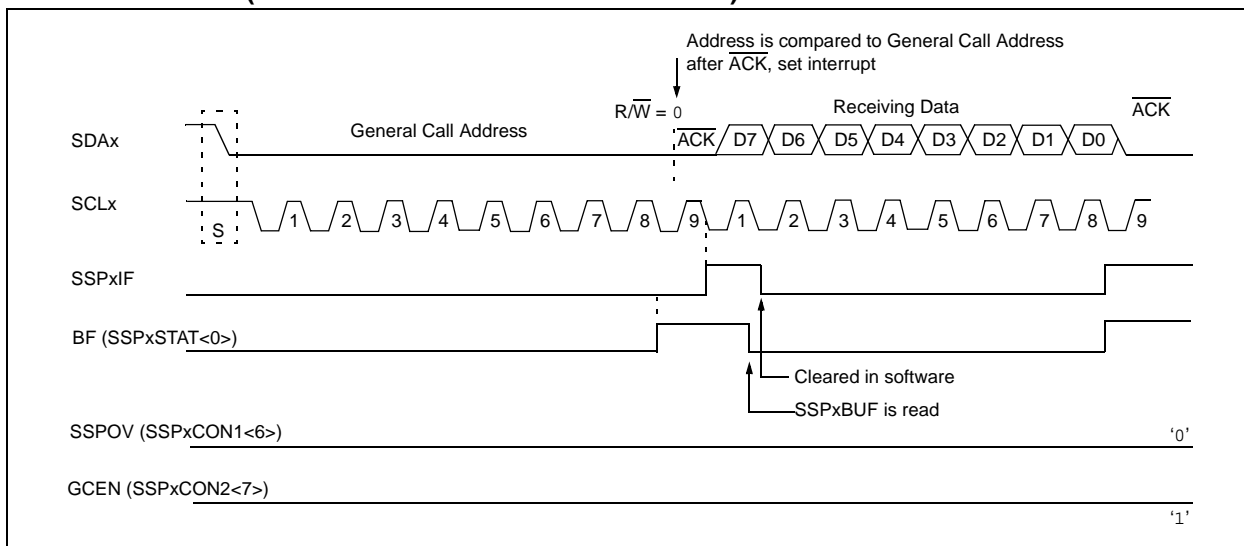 Address is compared to General Call Address
after ACK, set interrupt
R/W = 0
Receiving Data
ACK
SDAx
General Call Address
ACK D7 D6 D5 D4 D3 D2 D1 D0
SCLx
S
1 2 3 4 5 6 7 8 9 1 2 3 4 5 6 7 8 9
SSPxIF
BF (SSPxSTAT<0>)
Cleared in software
SSPxBUF is read
SSPOV (SSPxCON1<6>)
‘0’
GCEN (SSPxCON2<7>)
‘1’